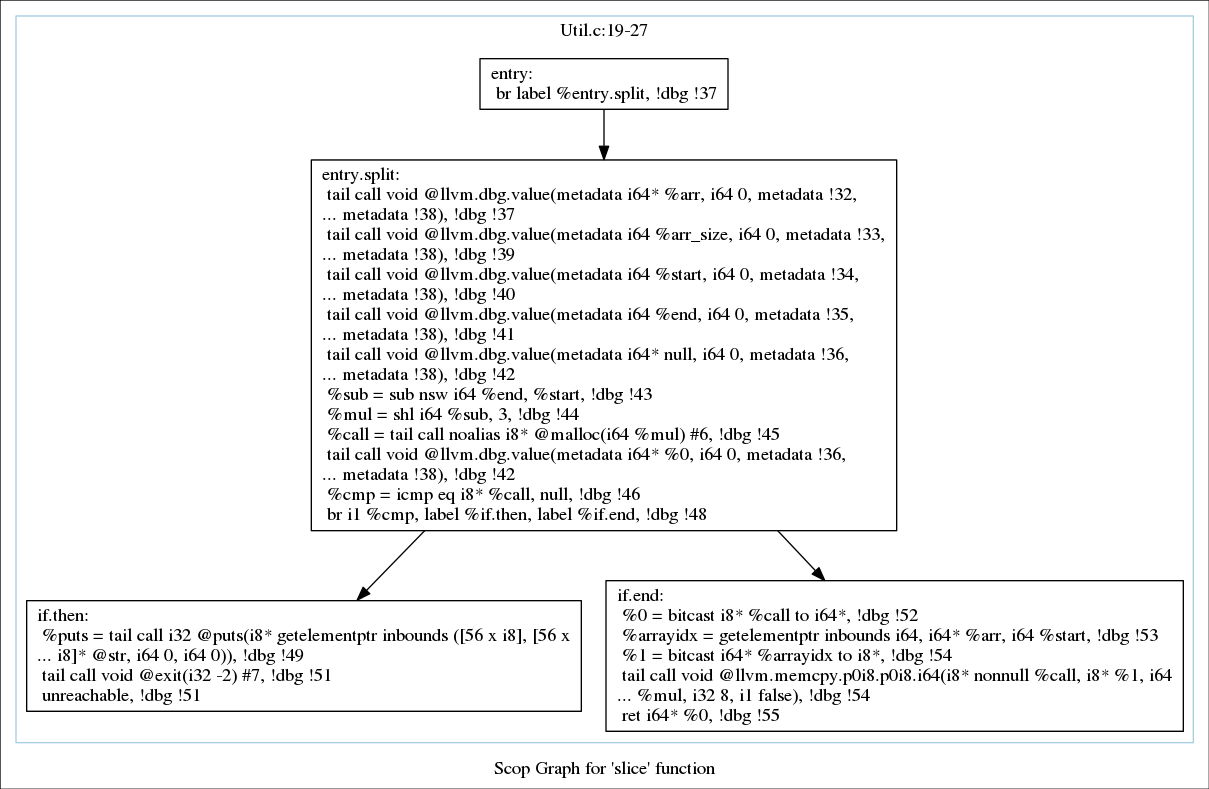 Util.c:19-27
entry:
br label %entry.split, !dbg !37
entry.split:
tail call void @llvm.dbg.value(metadata i64* %arr, i64 0, metadata !32,
... metadata !38), !dbg !37
tail call void @llvm.dbg.value(metadata i64 %arr_size, i64 0, metadata !33,
... metadata !38), !dbg !39
tail call void @llvm.dbg.value(metadata i64 %start, i64 0, metadata !34,
... metadata !38), !dbg !40
tail call void @llvm.dbg.value(metadata i64 %end, i64 0, metadata !35,
... metadata !38), !dbg !41
tail call void @llvm.dbg.value(metadata i64* null, i64 0, metadata !36,
... metadata !38), !dbg !42
%sub = sub nsw i64 %end, %start, !dbg !43
%mul = shl i64 %sub, 3, !dbg !44
%call = tail call noalias i8* @malloc(i64 %mul) #6, !dbg !45
tail call void @llvm.dbg.value(metadata i64* %0, i64 0, metadata !36,
... metadata !38), !dbg !42
%cmp = icmp eq i8* %call, null, !dbg !46
br i1 %cmp, label %if.then, label %if.end, !dbg !48
if.then:
%puts = tail call i32 @puts(i8* getelementptr inbounds ([56 x i8], [56 x
... i8]* @str, i64 0, i64 0)), !dbg !49
tail call void @exit(i32 -2) #7, !dbg !51
unreachable, !dbg !51
if.end:
%0 = bitcast i8* %call to i64*, !dbg !52
%arrayidx = getelementptr inbounds i64, i64* %arr, i64 %start, !dbg !53
%1 = bitcast i64* %arrayidx to i8*, !dbg !54
tail call void @llvm.memcpy.p0i8.p0i8.i64(i8* nonnull %call, i8* %1, i64
... %mul, i32 8, i1 false), !dbg !54
ret i64* %0, !dbg !55
Scop Graph for 'slice' function